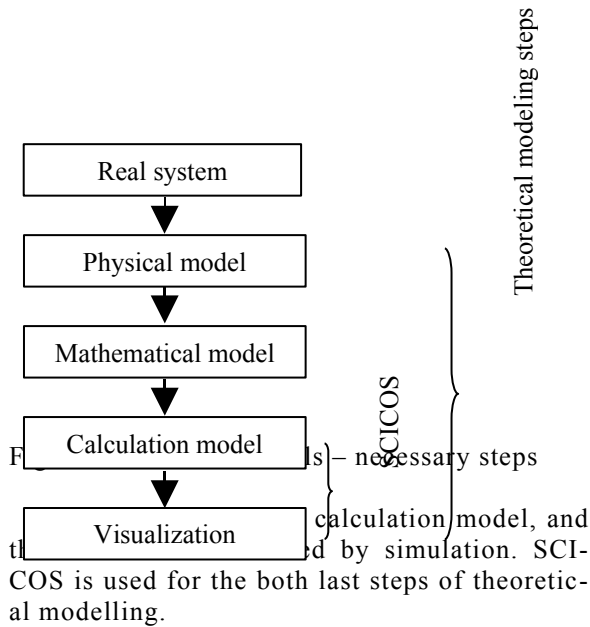 Theoretical modeling steps
Real system
Physical model
Mathematical model
SCICOS
Calculation model
– necessary steps
Visualization
calculation model, and
by simulation. SCI-
COS is used for the both last steps of theoretic-
al modelling.